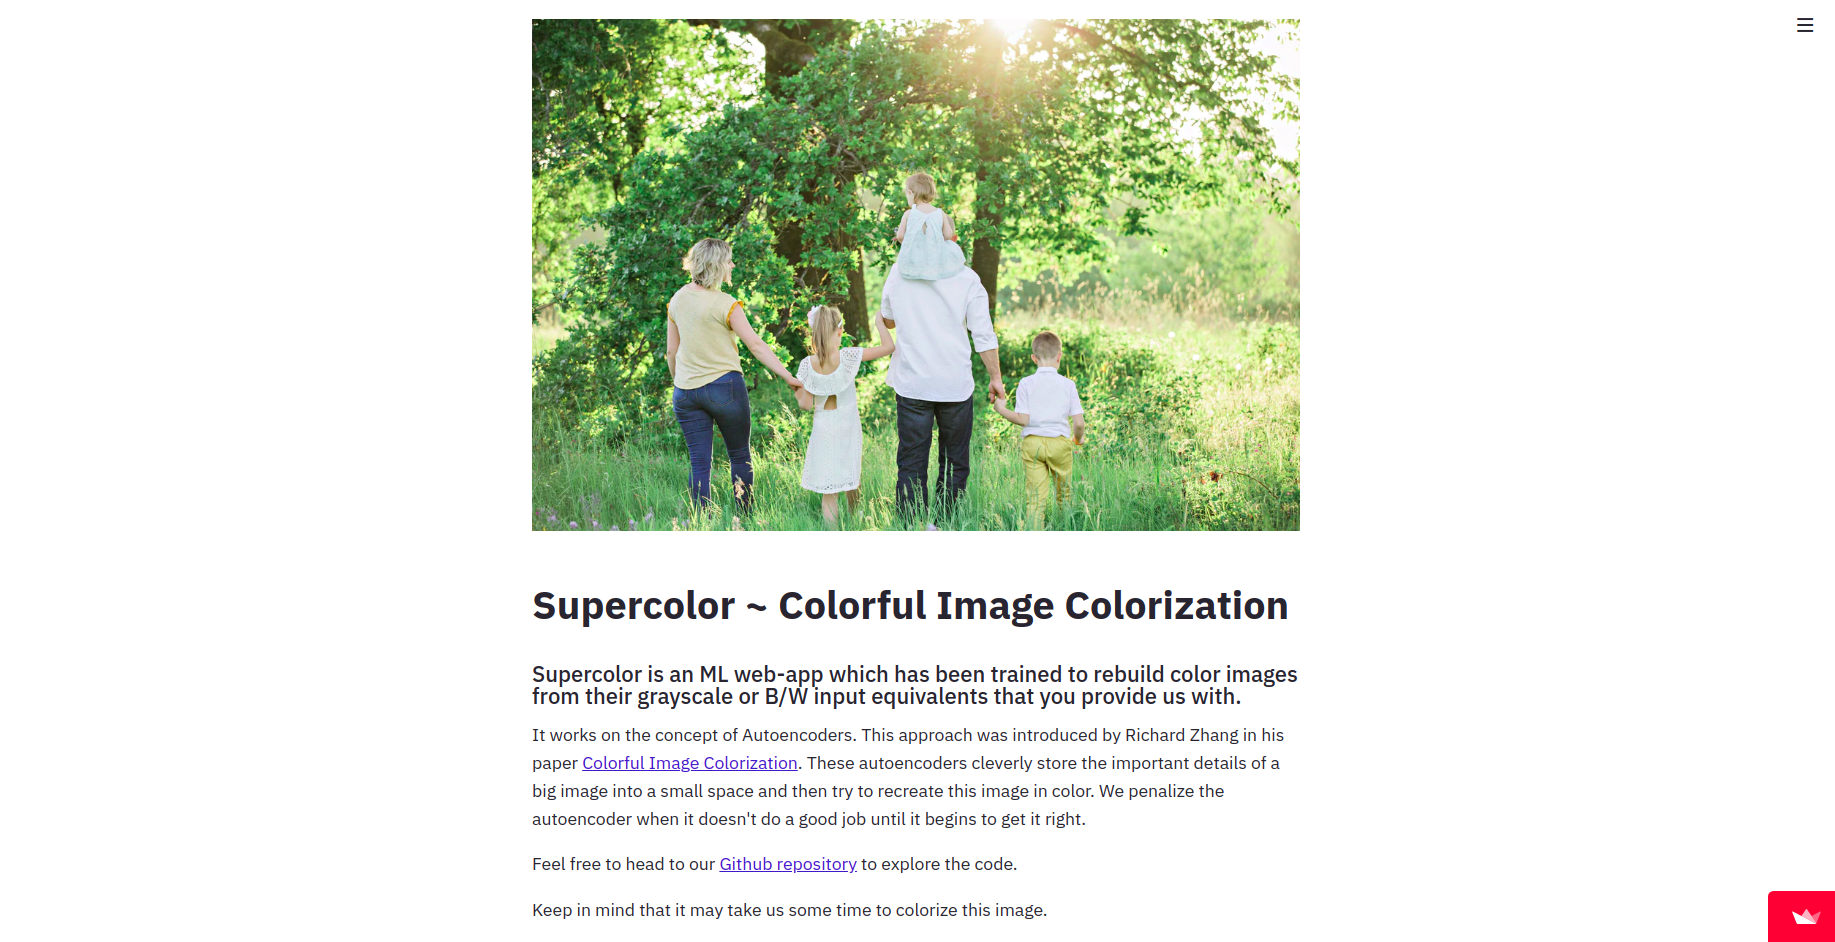 Supercolor ~ Colorful Image Colorization
Supercolor is an ML web-app which has been trained to rebuild color images
from their grayscale or B/W input equivalents that you provide us with.
It works on the concept of Autoencoders. This approach was introduced by Richard Zhang in his
paper Colorful Image Colorization. These autoencoders cleverly store the important details of a
big image into a small space and then try to recreate this image in color. We penalize the
autoencoder when it doesn't do a good job until it begins to get it right.
Feel free to head to our Github repository to explore the code.
Keep in mind that it may take us some time to colorize this image.